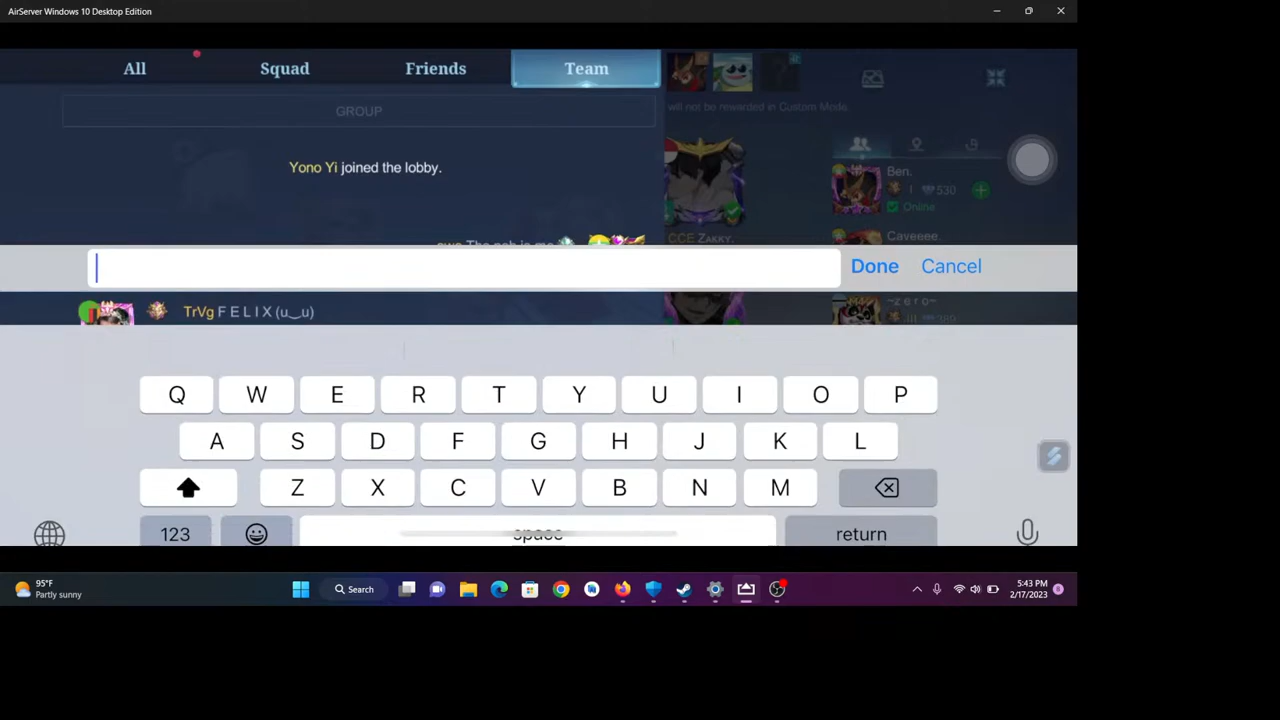 AirServer Windows 10 Desktop Edition
All
Squad
Friends
Team
GROUP
will not be rewarded in Custom Mode.
Yono Yi joined the lobby.
Ben.
530
Online
CCE ZAKKY.
Caveeee.
Done
Cancel
TrVg F E L I X (u‿u)
~z e r o~
Q W E R T Y U I O P
A S D F G H J K L
Z X C V B N M
123
space
return
95°F
Partly sunny
Search
5:43 PM
2/17/2023
8